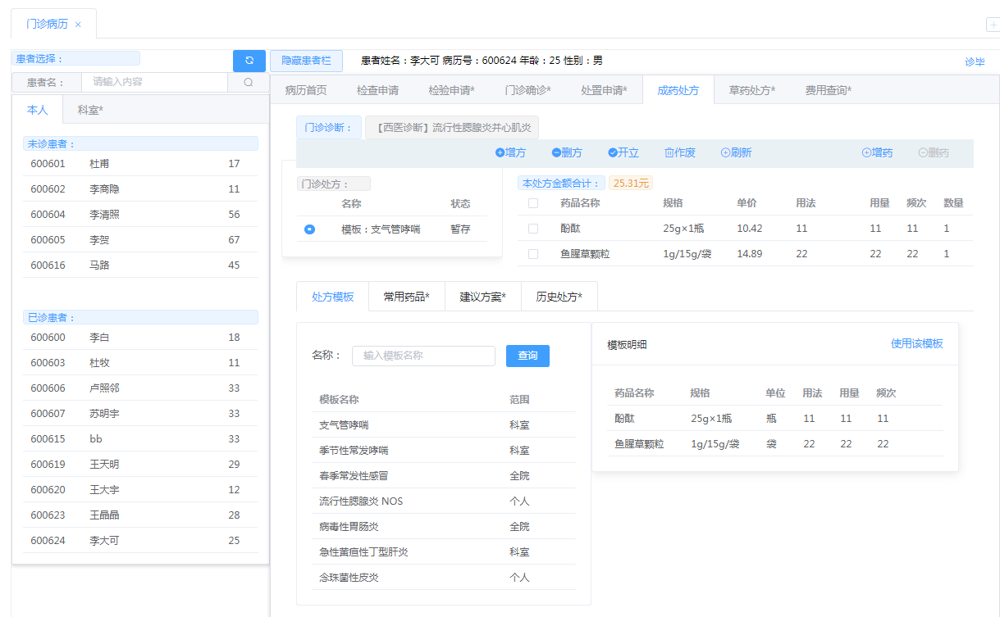 门诊病历 ×
患者选择：
患者名： 请输入内容
本人 科室*
未诊患者：
600601 杜甫 17
600602 李商隐 11
600604 李清照 56
600605 李贺 67
600616 马路 45
已诊患者：
600600 李白 18
600603 杜牧 11
600606 卢照邻 33
600607 苏明宇 33
600615 bb 33
600619 王天明 29
600620 王大宇 12
600623 王晶晶 28
600624 李大可 25
隐藏患者栏 患者姓名：李大可 病历号：600624 年龄：25 性别：男 诊毕
病历首页 检查申请 检验申请* 门诊确诊* 处置申请* 成药处方 草药处方* 费用查询*
门诊诊断： 【西医诊断】流行性腮腺炎并心肌炎
增方 删方 开立 作废 刷新 增药 删药
门诊处方：
名称 状态
模板：支气管哮喘 暂存
本处方金额合计： 25.31元
药品名称 规格 单价 用法 用量 频次 数量
酚酞 25g×1瓶 10.42 11 11 11 1
鱼腥草颗粒 1g/15g/袋 14.89 22 22 22 1
处方模板 常用药品* 建议方案* 历史处方*
名称： 输入模板名称 查询
模板名称 范围
支气管哮喘 科室
季节性常发哮喘 科室
春季常发性感冒 全院
流行性腮腺炎 NOS 个人
病毒性胃肠炎 全院
急性黄疸性丁型肝炎 科室
念珠菌性皮炎 个人
模板明细 使用该模板
药品名称 规格 单位 用法 用量 频次
酚酞 25g×1瓶 瓶 11 11 11
鱼腥草颗粒 1g/15g/袋 袋 22 22 22